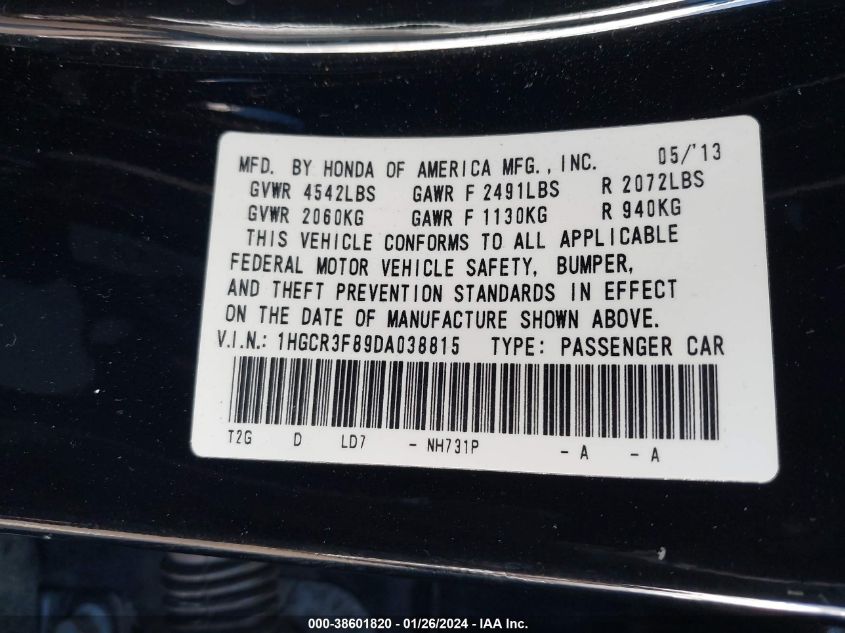 MFD. BY HONDA OF AMERICA MFG., INC. 05/'13
GVWR 4542LBS GAWR F 2491LBS R 2072LBS
GVWR 2060KG GAWR F 1130KG R 940KG
THIS VEHICLE CONFORMS TO ALL APPLICABLE
FEDERAL MOTOR VEHICLE SAFETY, BUMPER,
AND THEFT PREVENTION STANDARDS IN EFFECT
ON THE DATE OF MANUFACTURE SHOWN ABOVE.
V.I.N.: 1HGCR3F89DA038815 TYPE: PASSENGER CAR
T2G D LD7 - NH731P - A - A
000-38601820 / 01/26/2024 - IAA Inc.